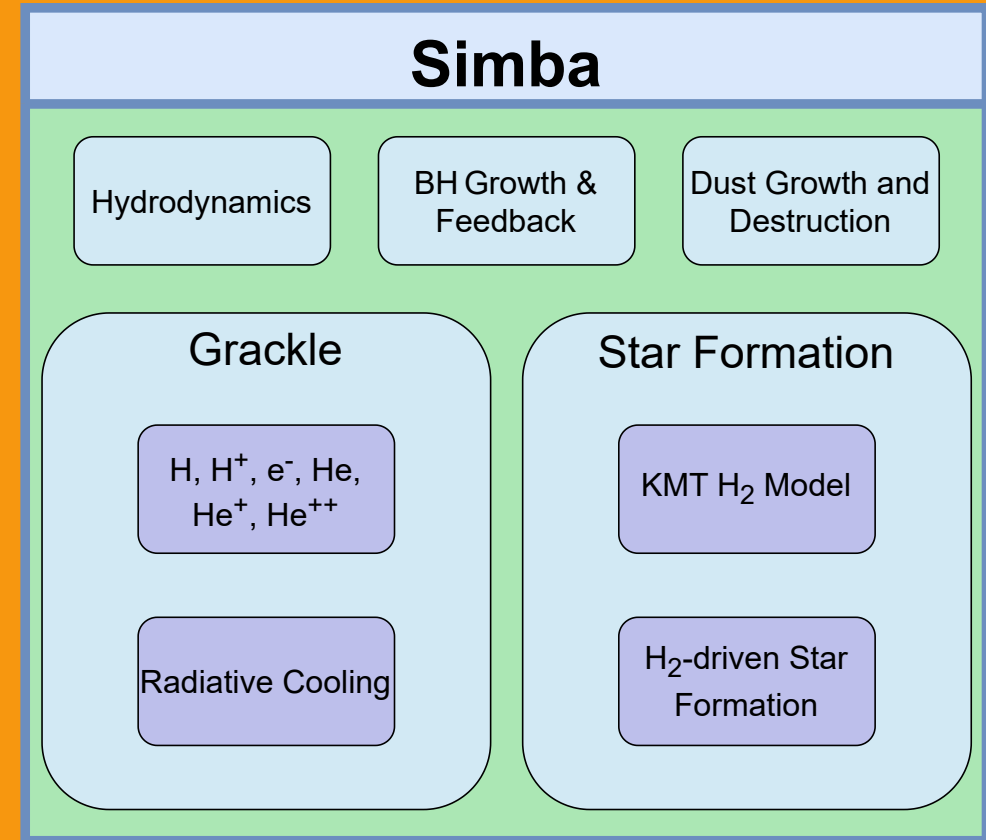 Simba
Hydrodynamics
BH Growth &
Feedback
Dust Growth and
Destruction
Grackle
H, H⁺, e⁻, He,
He⁺, He⁺⁺
Radiative Cooling
Star Formation
KMT H₂ Model
H₂-driven Star
Formation